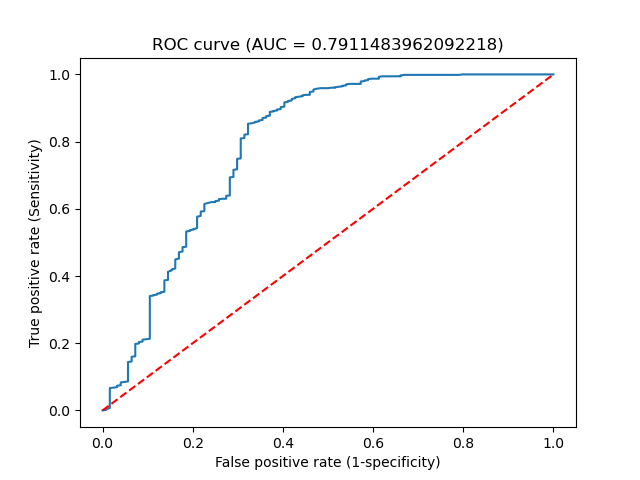 ROC curve (AUC = 0.7911483962092218)
1.0
0.8
0.6
0.4
0.2
0.0
True positive rate (Sensitivity)
0.0 0.2 0.4 0.6 0.8 1.0
False positive rate (1-specificity)